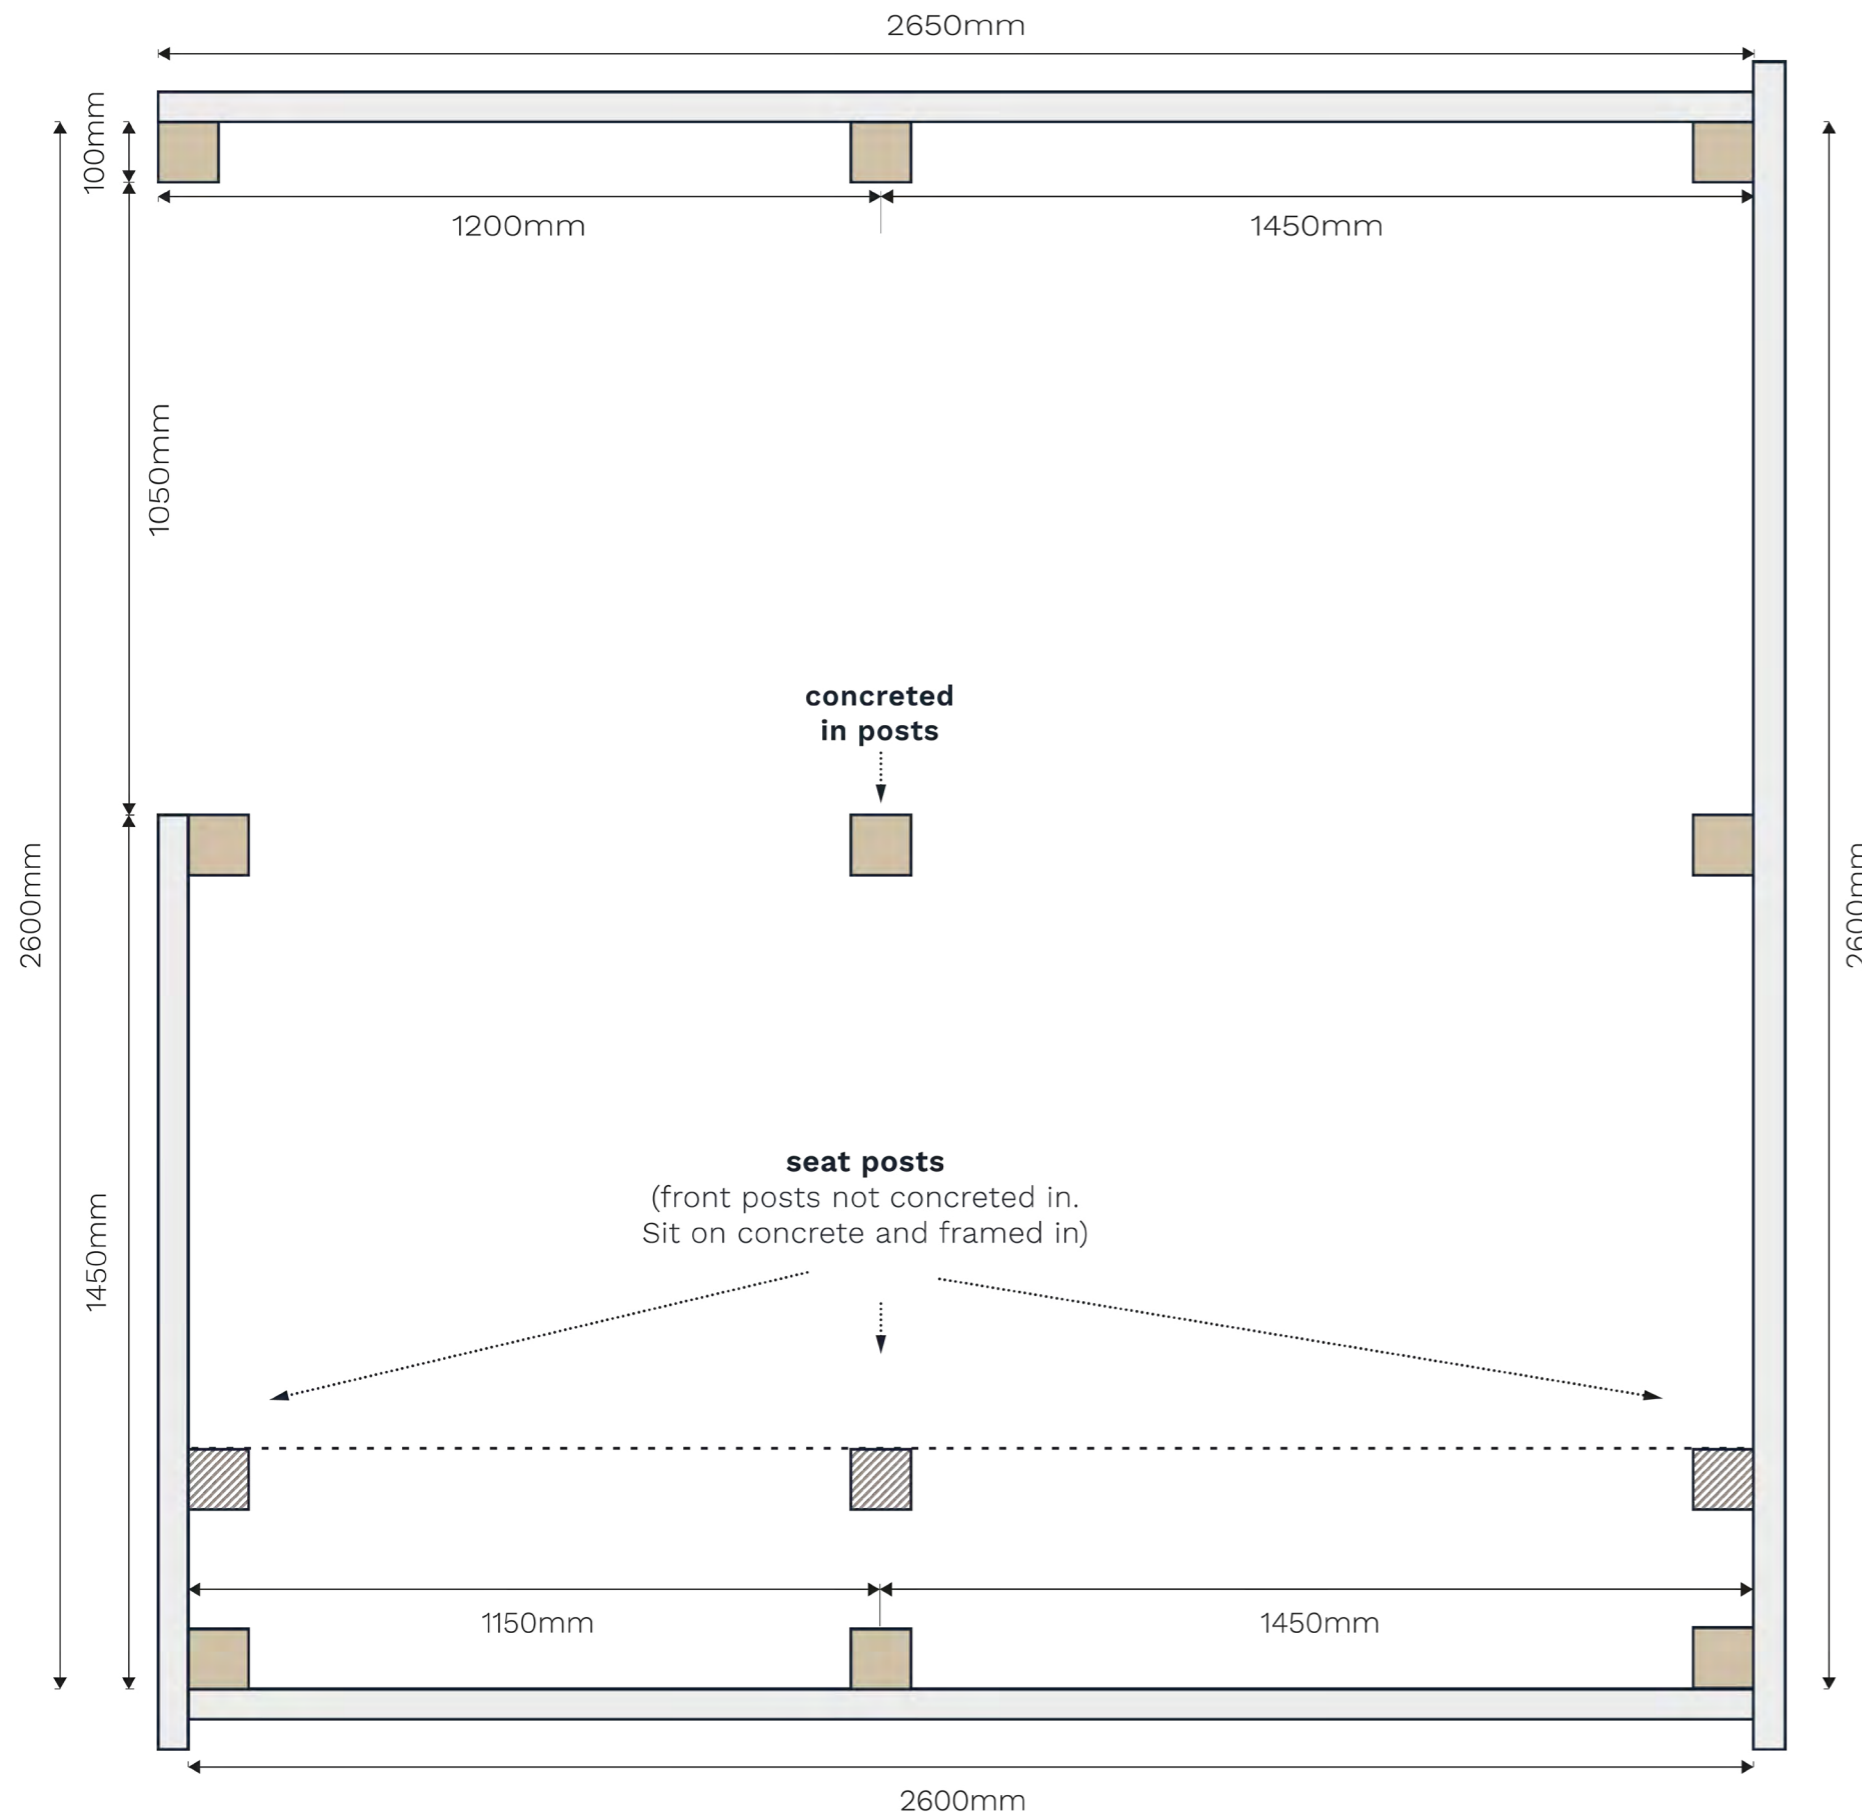 2650mm
100mm
1200mm
1450mm
1050mm
concreted
in posts
2600mm
2600mm
seat posts
(front posts not concreted in.
Sit on concrete and framed in)
1450mm
1150mm
1450mm
2600mm